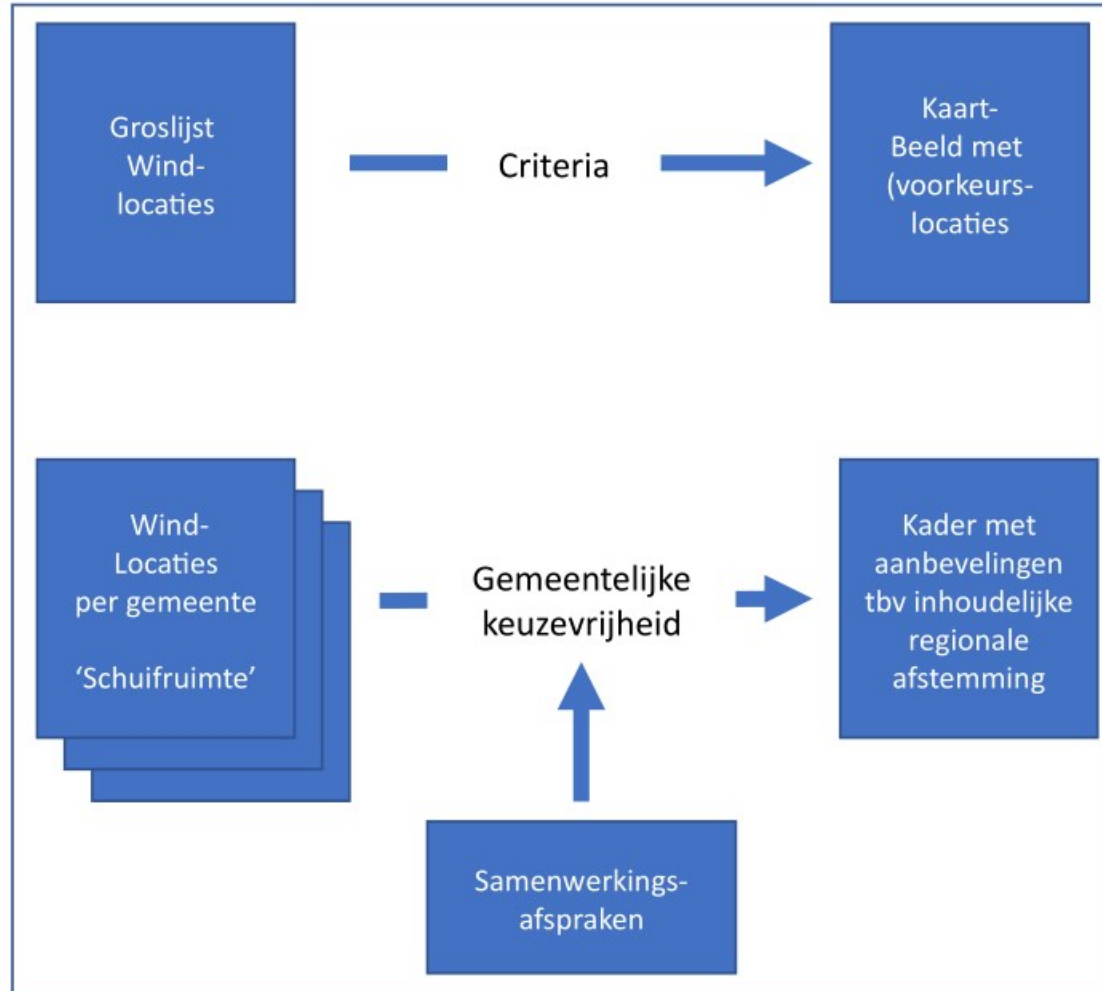 Groslijst
Wind-
locaties
Criteria
Kaart-
Beeld met
(voorkeurs-
locaties
Wind-
Locaties
per gemeente
‘Schuifruimte’
Gemeentelijke
keuzevrijheid
Kader met
aanbevelingen
tbv inhoudelijke
regionale
afstemming
Samenwerkings-
afspraken